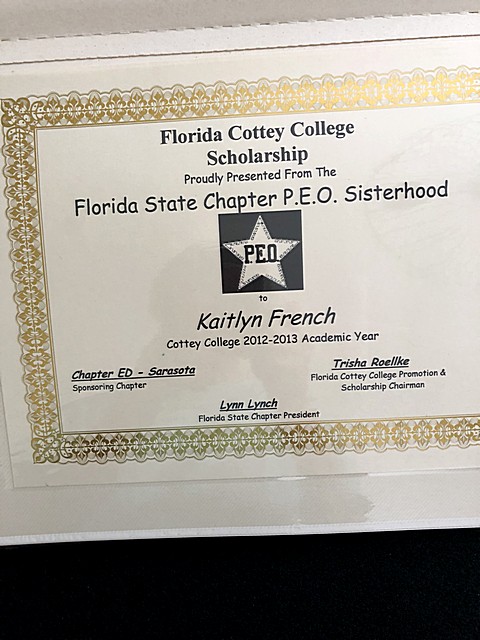 Florida Cottey College
Scholarship
Proudly Presented From The
Florida State Chapter P.E.O. Sisterhood
P.E.O.
to
Kaitlyn French
Cottey College 2012-2013 Academic Year
Chapter ED - Sarasota
Sponsoring Chapter
Trisha Roellke
Florida Cottey College Promotion &
Scholarship Chairman
Lynn Lynch
Florida State Chapter President